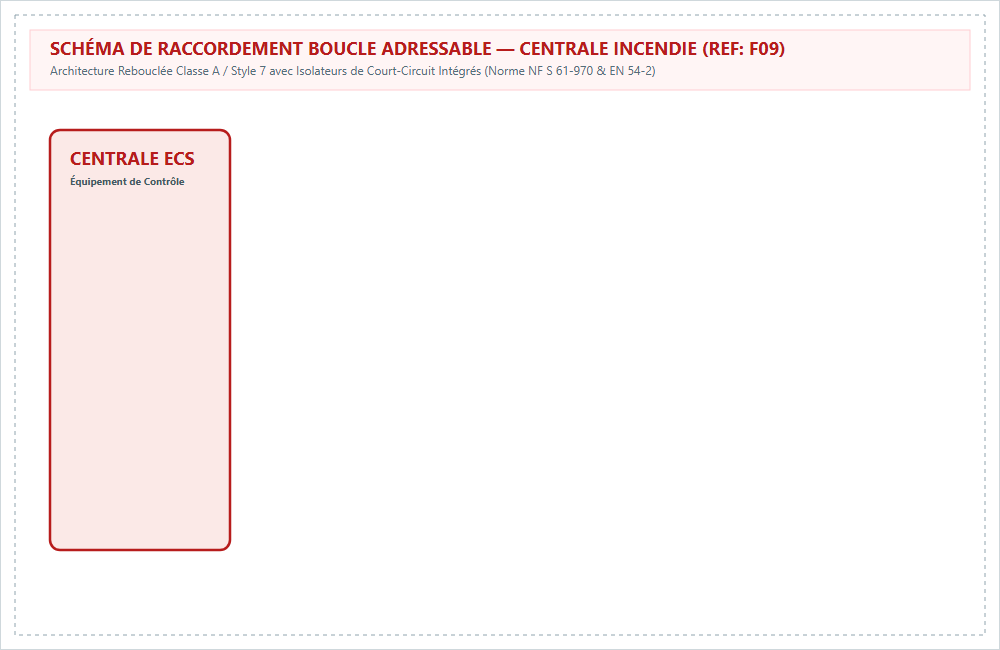 SCHÉMA DE RACCORDEMENT BOUCLE ADRESSABLE — CENTRALE INCENDIE (REF: F09)
Architecture Rebouclée Classe A / Style 7 avec Isolateurs de Court-Circuit Intégrés (Norme NF S 61-970 & EN 54-2)
CENTRALE ECS
Équipement de Contrôle